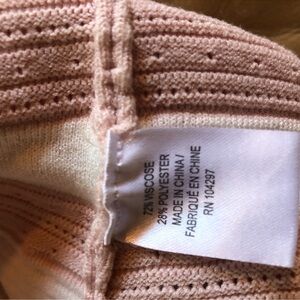 72% VISCOSE
28% POLYESTER
MADE IN CHINA /
FABRIQUÉ EN CHINE
RN 104297